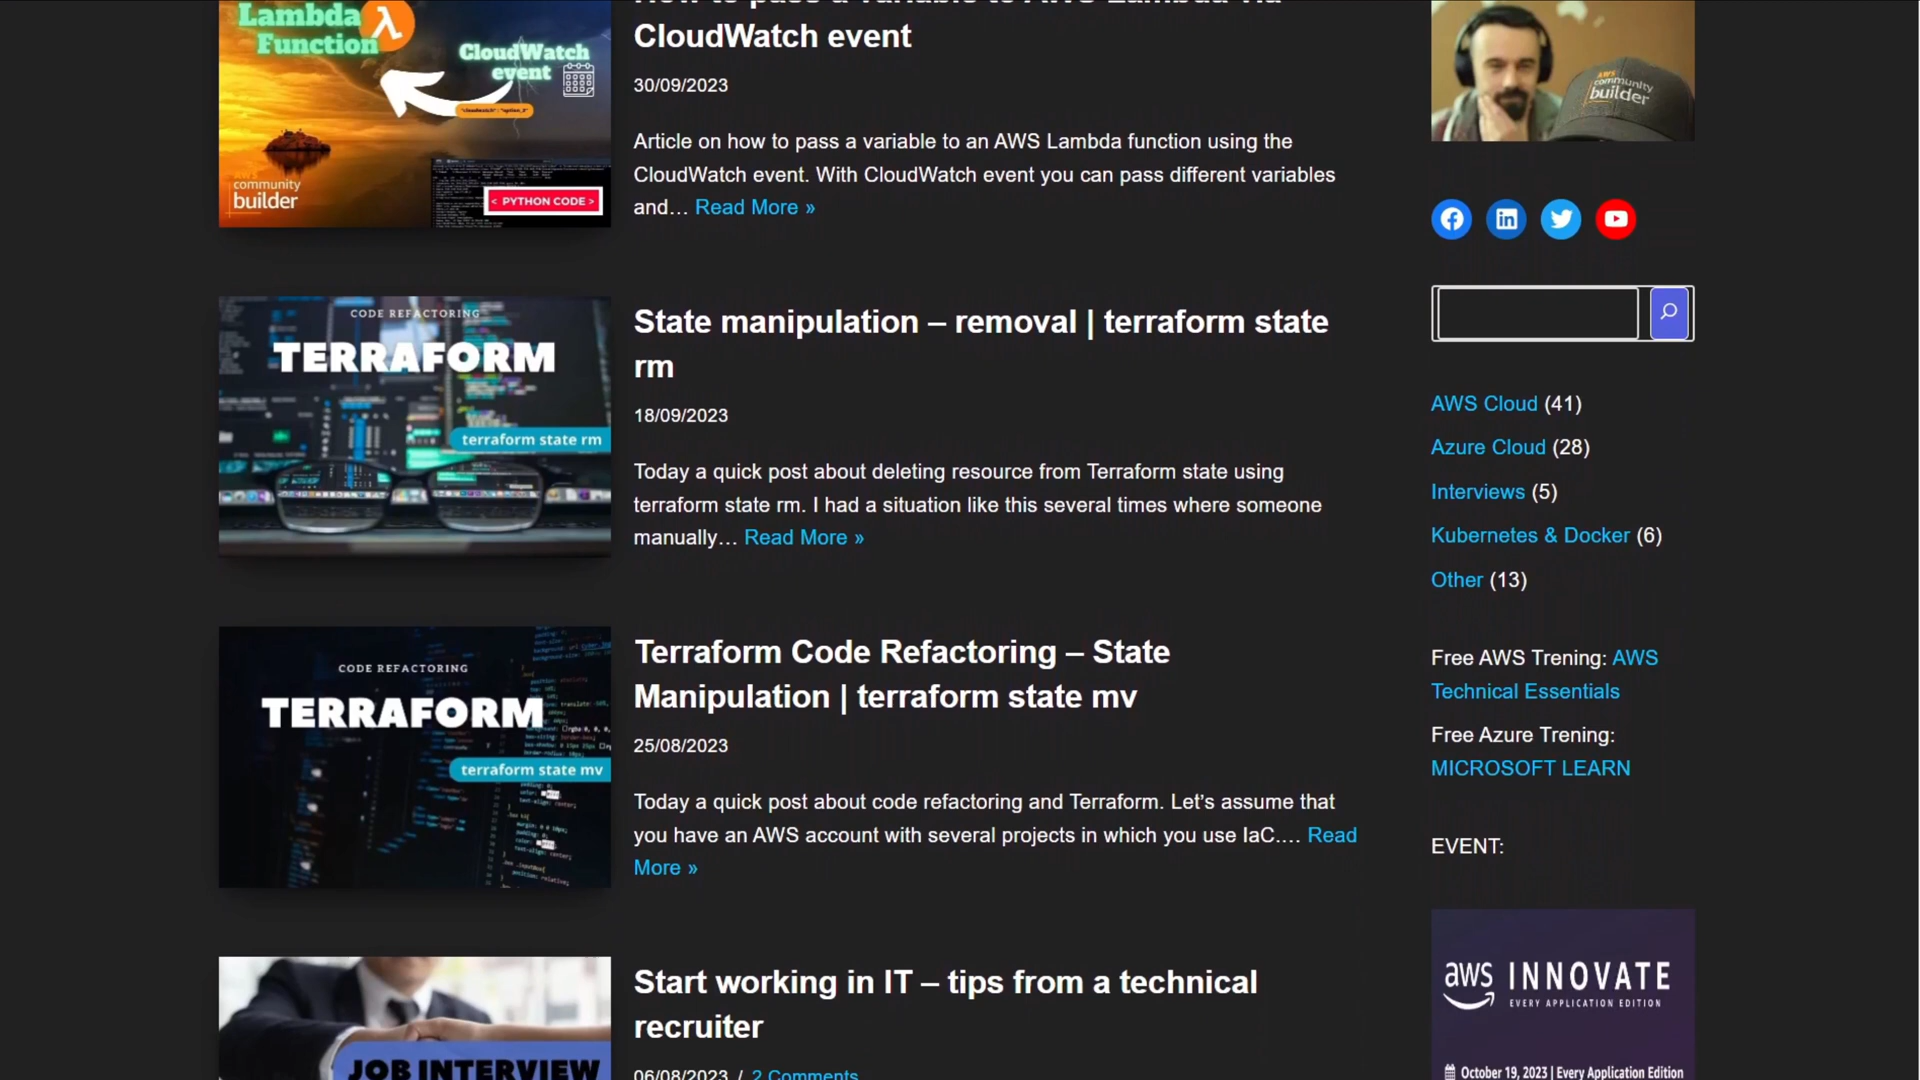 Lambda
Function
CloudWatch
event
AWS
community
builder
< PYTHON CODE >
How to pass a variable to AWS Lambda via
CloudWatch event
30/09/2023
Article on how to pass a variable to an AWS Lambda function using the
CloudWatch event. With CloudWatch event you can pass different variables
and… Read More »
CODE REFACTORING
TERRAFORM
terraform state rm
State manipulation – removal | terraform state
rm
18/09/2023
Today a quick post about deleting resource from Terraform state using
terraform state rm. I had a situation like this several times where someone
manually… Read More »
CODE REFACTORING
TERRAFORM
terraform state mv
Terraform Code Refactoring – State
Manipulation | terraform state mv
25/08/2023
Today a quick post about code refactoring and Terraform. Let’s assume that
you have an AWS account with several projects in which you use IaC.… Read
More »
JOB INTERVIEW
Start working in IT – tips from a technical
recruiter
06/08/2023 / 2 Comments
AWS
community
builder
AWS Cloud (41)
Azure Cloud (28)
Interviews (5)
Kubernetes & Docker (6)
Other (13)
Free AWS Trening: AWS
Technical Essentials
Free Azure Trening:
MICROSOFT LEARN
EVENT:
aws INNOVATE
EVERY APPLICATION EDITION
October 19, 2023 | Every Application Edition